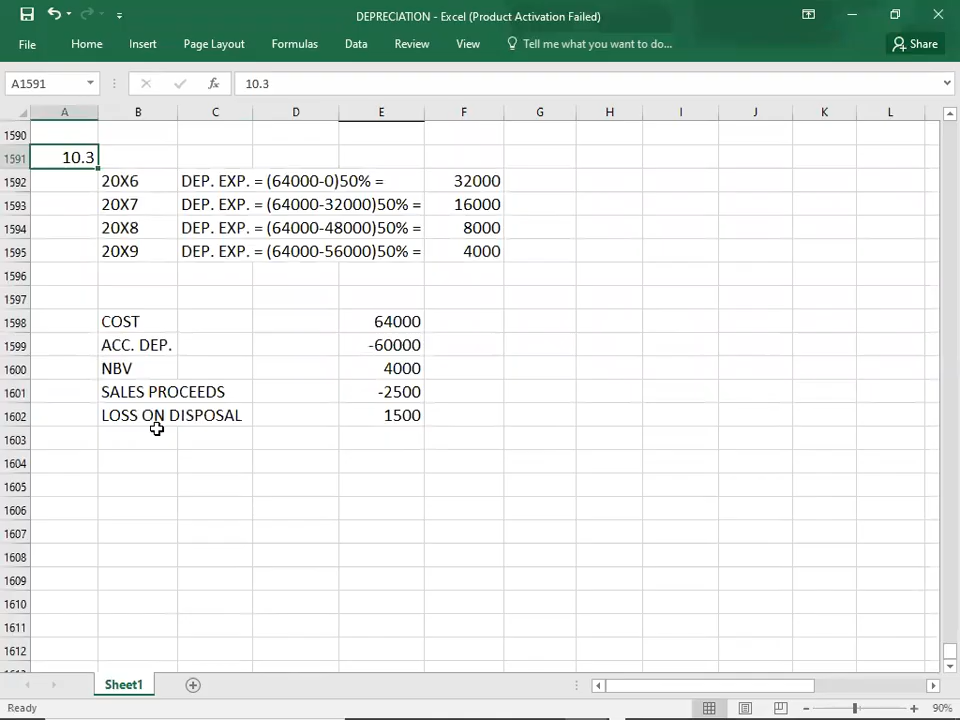 DEPRECIATION - Excel (Product Activation Failed)
File Home Insert Page Layout Formulas Data Review View Tell me what you want to do... Share
A1591 fx 10.3
A B C D E F G H I J K L
1590
1591 10.3
1592 20X6 DEP. EXP. = (64000-0)50% = 32000
1593 20X7 DEP. EXP. = (64000-32000)50% = 16000
1594 20X8 DEP. EXP. = (64000-48000)50% = 8000
1595 20X9 DEP. EXP. = (64000-56000)50% = 4000
1596
1597
1598 COST 64000
1599 ACC. DEP. -60000
1600 NBV 4000
1601 SALES PROCEEDS -2500
1602 LOSS ON DISPOSAL 1500
1603
1604
1605
1606
1607
1608
1609
1610
1611
1612
Sheet1
Ready 90%